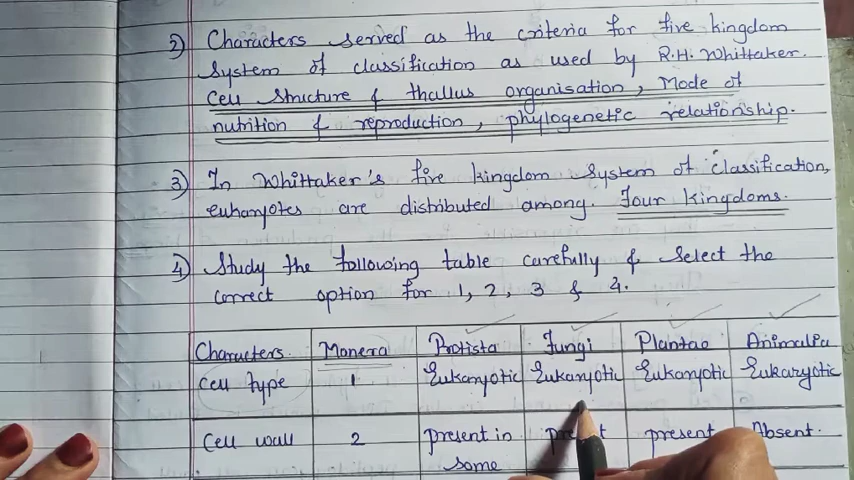 2) Characters served as the criteria for five kingdom
system of classification as used by R.H. Whittaker.
Cell structure & thallus organisation, Mode of
nutrition & reproduction, phylogenetic relationship.
3) In Whittaker's five kingdom system of classification,
eukaryotes are distributed among. Four kingdoms.
4) Study the following table carefully & select the
correct option for 1, 2, 3 & 4.
Characters. Monera Protista Fungi Plantae Animalia
Cell type 1 Eukaryotic Eukaryotic Eukaryotic Eukaryotic
Cell wall 2 present in present Absent.
some